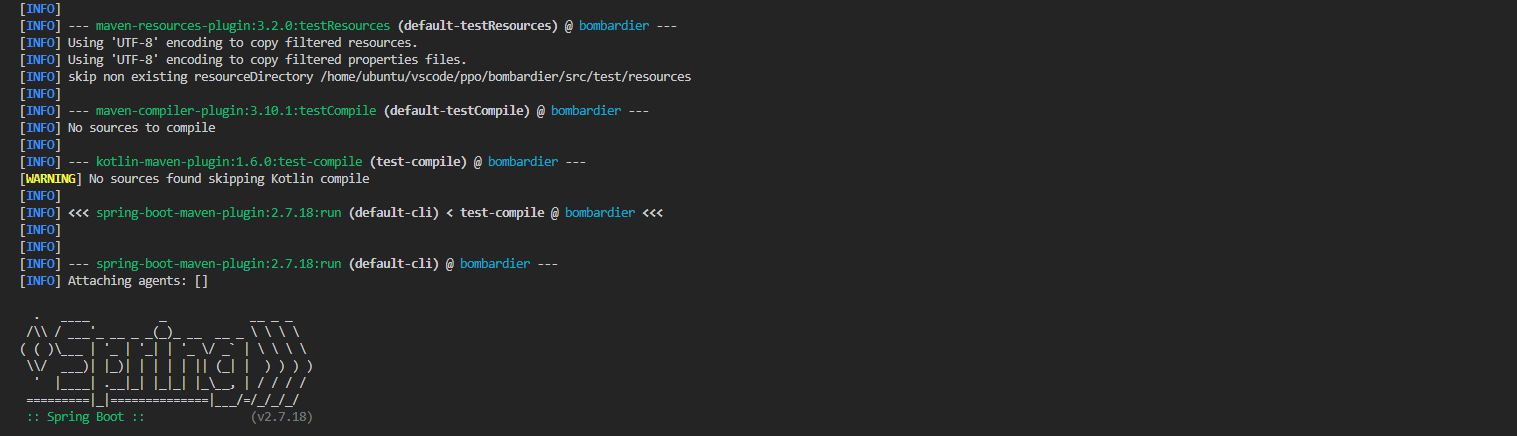 [INFO]
[INFO] --- maven-resources-plugin:3.2.0:testResources (default-testResources) @ bombardier ---
[INFO] Using 'UTF-8' encoding to copy filtered resources.
[INFO] Using 'UTF-8' encoding to copy filtered properties files.
[INFO] skip non existing resourceDirectory /home/ubuntu/vscode/ppo/bombardier/src/test/resources
[INFO]
[INFO] --- maven-compiler-plugin:3.10.1:testCompile (default-testCompile) @ bombardier ---
[INFO] No sources to compile
[INFO]
[INFO] --- kotlin-maven-plugin:1.6.0:test-compile (test-compile) @ bombardier ---
[WARNING] No sources found skipping Kotlin compile
[INFO]
[INFO] <<< spring-boot-maven-plugin:2.7.18:run (default-cli) < test-compile @ bombardier <<<
[INFO]
[INFO]
[INFO] --- spring-boot-maven-plugin:2.7.18:run (default-cli) @ bombardier ---
[INFO] Attaching agents: []

  .   ____          _            __ _ _
 /\\ / ___'_ __ _ _(_)_ __  __ _ \ \ \ \
( ( )\___ | '_ | '_| | '_ \/ _` | \ \ \ \
 \\/  ___)| |_)| | | | | || (_| |  ) ) ) )
  '  |____| .__|_| |_|_| |_\__, | / / / /
 =========|_|==============|___/=/_/_/_/
 :: Spring Boot ::               (v2.7.18)